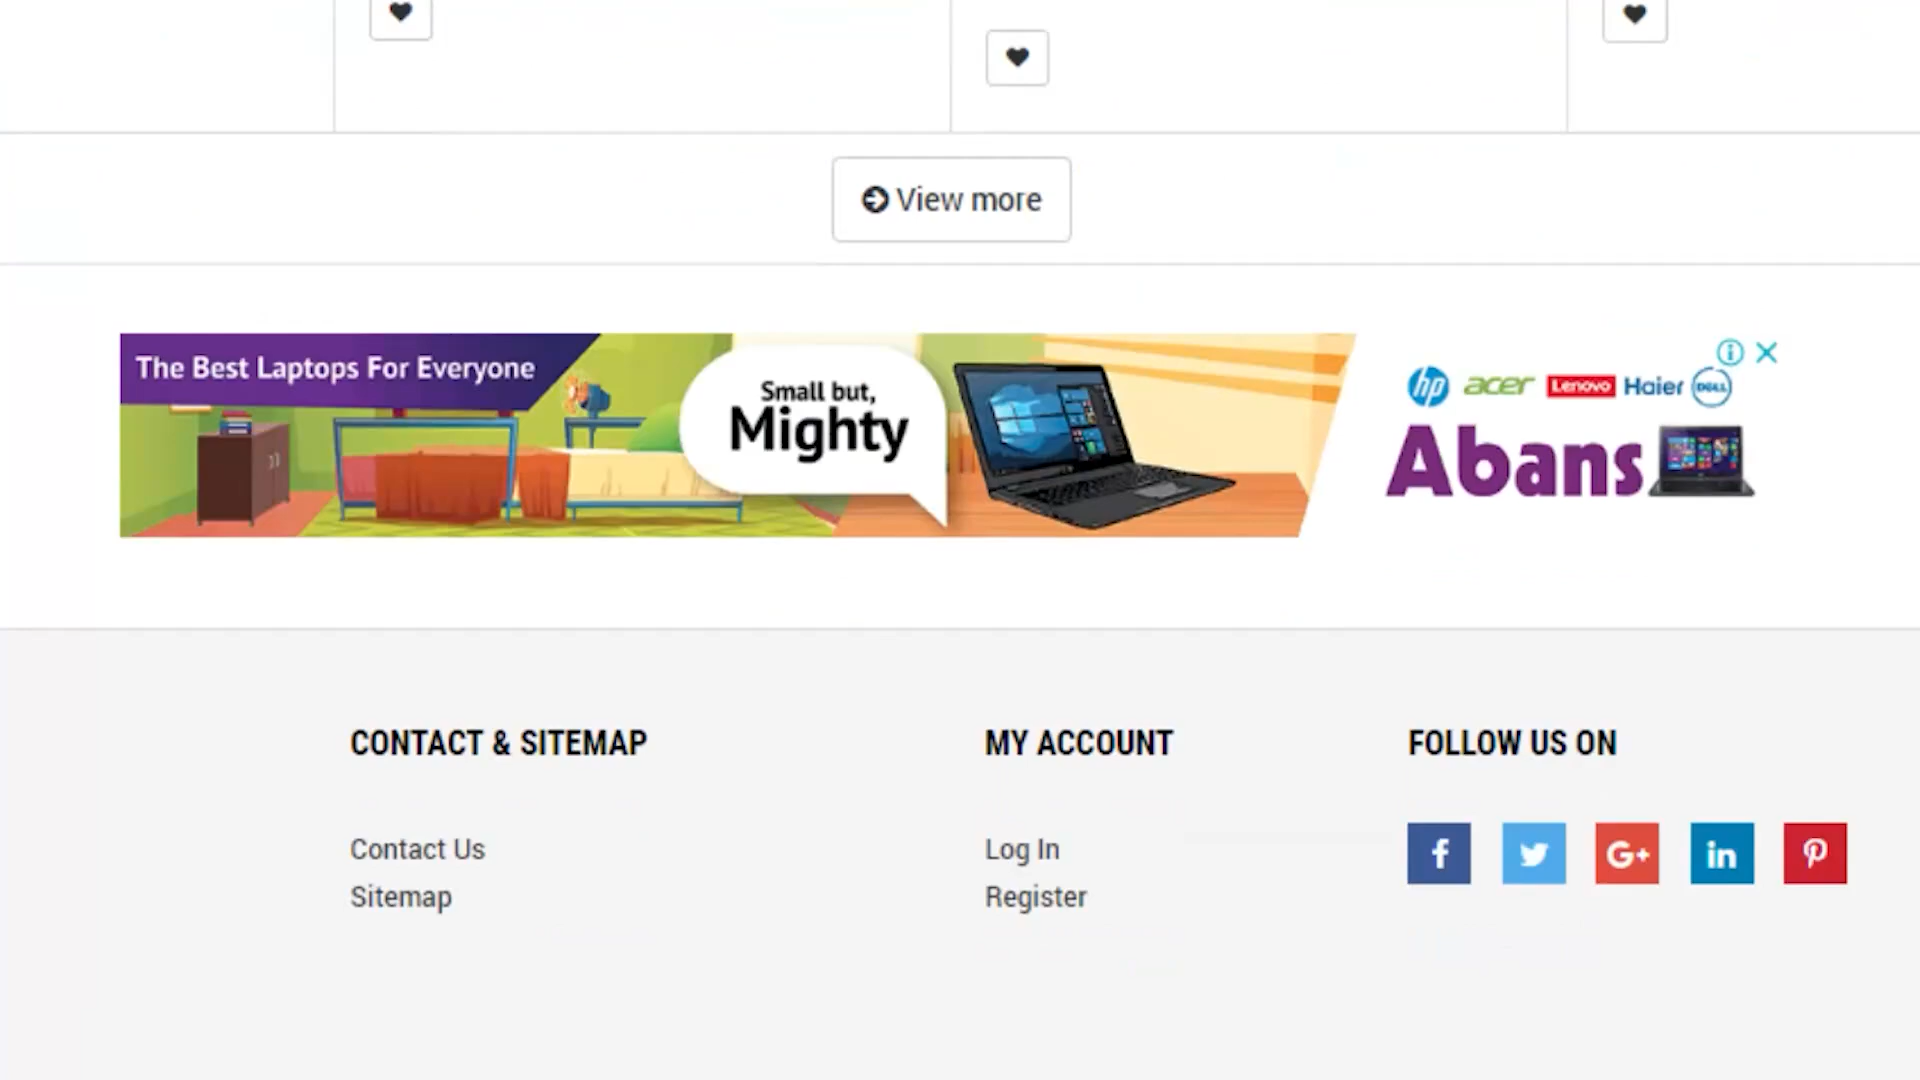 View more
The Best Laptops For Everyone
Small but,
Mighty
hp acer Lenovo Haier DELL
Abans
CONTACT & SITEMAP
MY ACCOUNT
FOLLOW US ON
Contact Us
Log In
f G+ in
Sitemap
Register